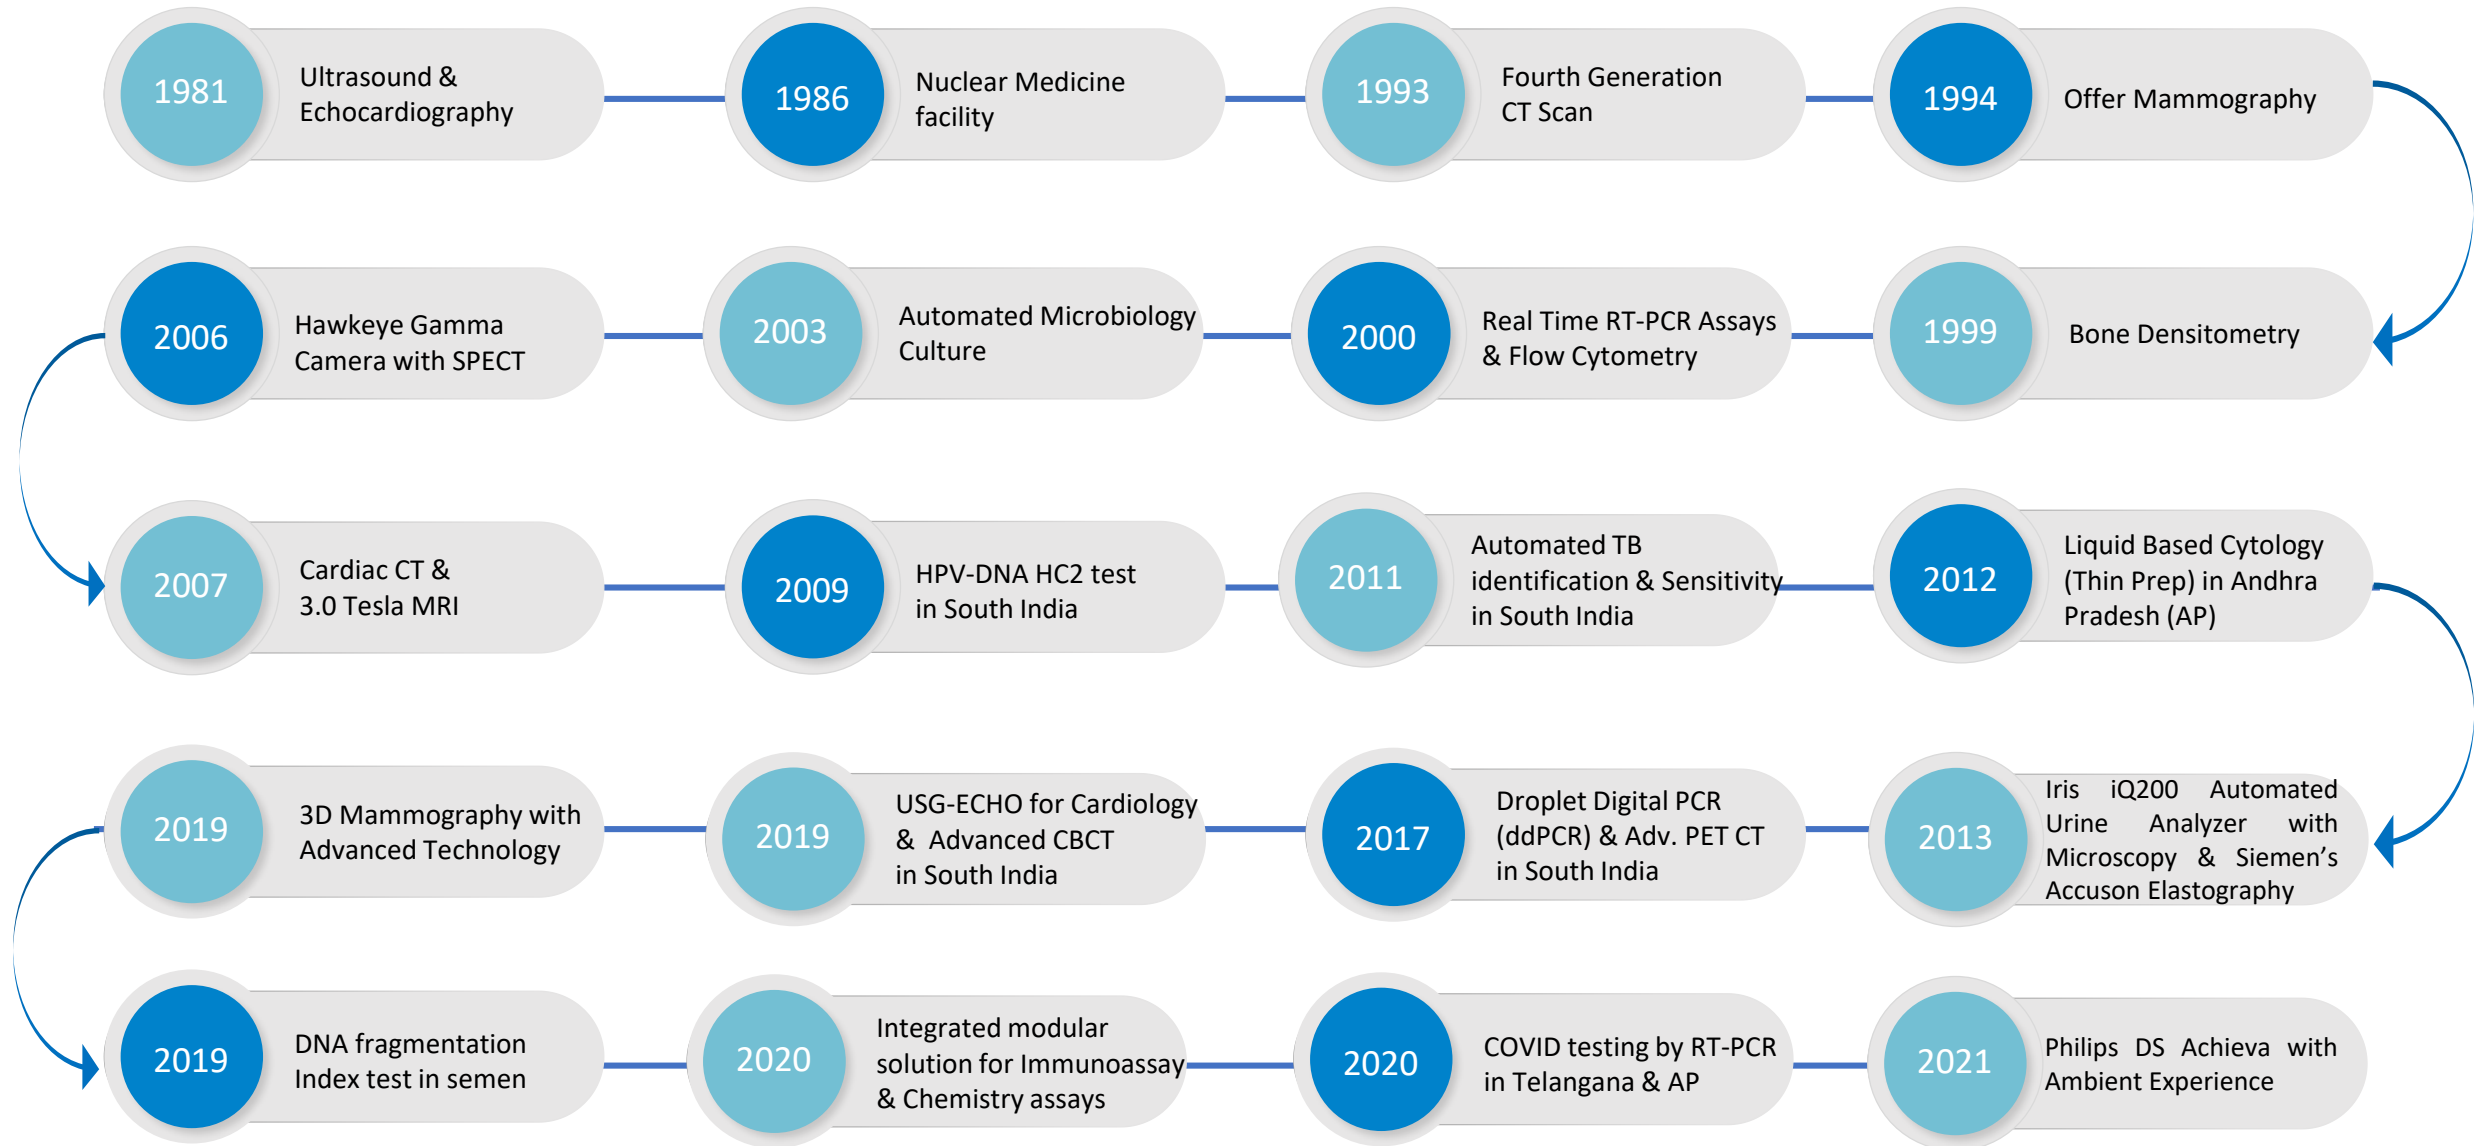 1981
Ultrasound &
Echocardiography
1986
Nuclear Medicine
facility
1993
Fourth Generation
CT Scan
1994
Offer Mammography
2006
Hawkeye Gamma
Camera with SPECT
2003
Automated Microbiology
Culture
2000
Real Time RT-PCR Assays
& Flow Cytometry
1999
Bone Densitometry
2007
Cardiac CT &
3.0 Tesla MRI
2009
HPV-DNA HC2 test
in South India
2011
Automated TB
identification & Sensitivity
in South India
2012
Liquid Based Cytology
(Thin Prep) in Andhra
Pradesh (AP)
2019
3D Mammography with
Advanced Technology
2019
USG-ECHO for Cardiology
& Advanced CBCT
in South India
2017
Droplet Digital PCR
(ddPCR) & Adv. PET CT
in South India
2013
Iris iQ200 Automated
Urine Analyzer with
Microscopy & Siemen’s
Accuson Elastography
2019
DNA fragmentation
Index test in semen
2020
Integrated modular
solution for Immunoassay
& Chemistry assays
2020
COVID testing by RT-PCR
in Telangana & AP
2021
Philips DS Achieva with
Ambient Experience